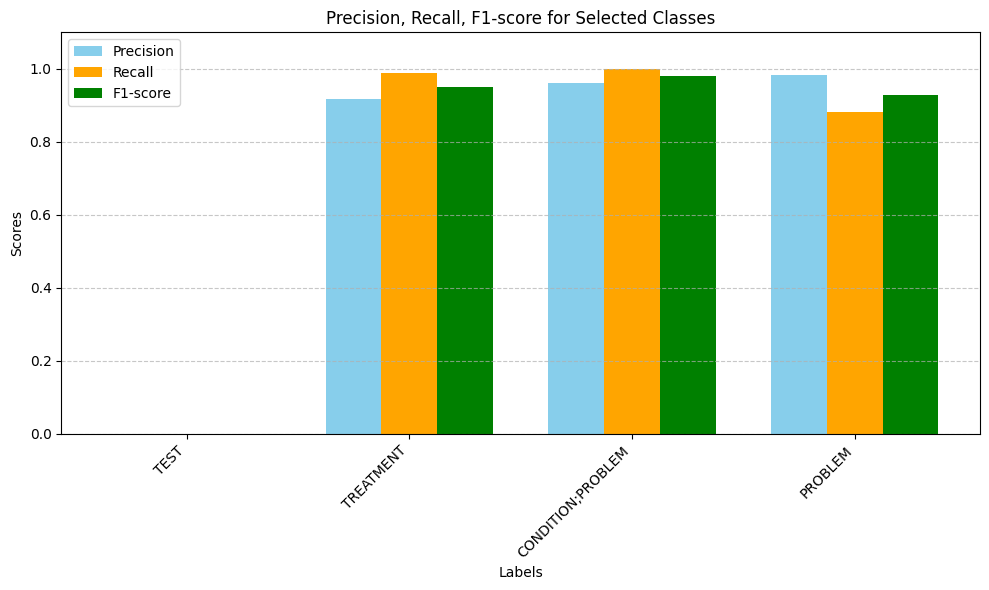 Precision, Recall, F1-score for Selected Classes
Precision
Recall
F1-score
1.0
0.8
0.6
0.4
0.2
0.0
Scores
TEST
TREATMENT
CONDITION;PROBLEM
PROBLEM
Labels